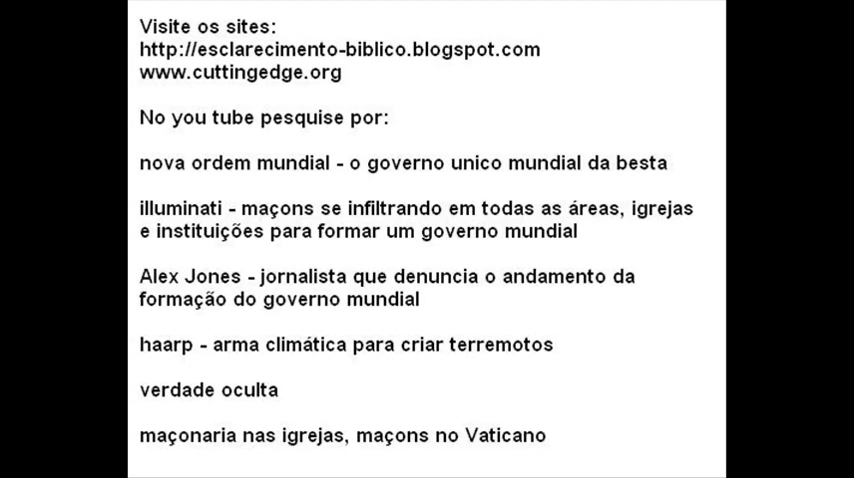 Visite os sites:
http://esclarecimento-biblico.blogspot.com
www.cuttingedge.org
No you tube pesquise por:
nova ordem mundial - o governo unico mundial da besta
illuminati - maçons se infiltrando em todas as áreas, igrejas
e instituições para formar um governo mundial
Alex Jones - jornalista que denuncia o andamento da
formação do governo mundial
haarp - arma climática para criar terremotos
verdade oculta
maçonaria nas igrejas, maçons no Vaticano